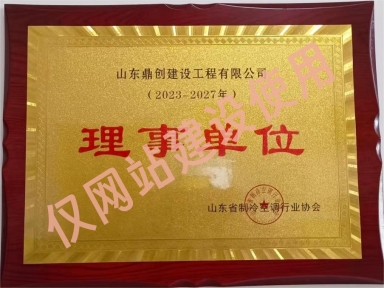 山东鼎创建设工程有限公司
(2023-2027年)
理事单位
山东省制冷空调行业协会
仅网站建设使用